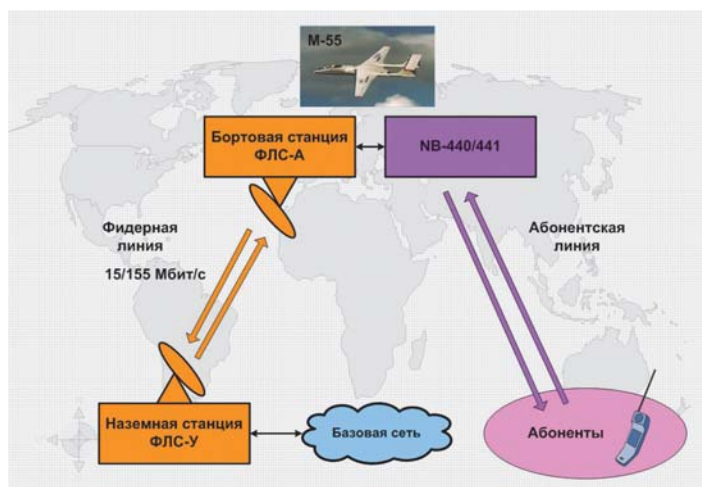 М-55
Бортовая станция
ФЛС-А
NB-440/441
Фидерная
линия
15/155 Мбит/с
Абонентская
линия
Наземная станция
ФЛС-У
Базовая сеть
Абоненты